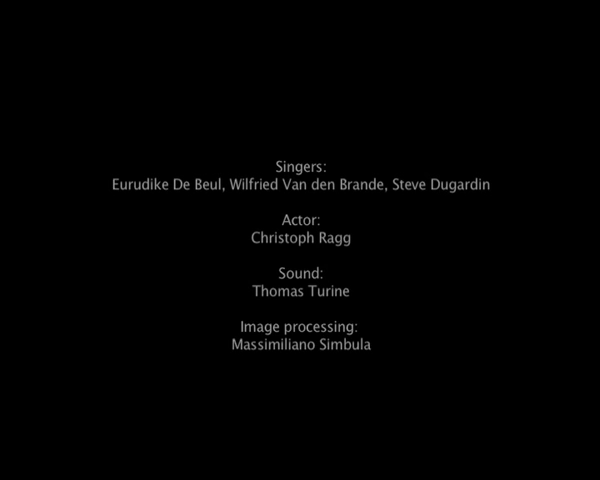 Singers:
Eurudike De Beul, Wilfried Van den Brande, Steve Dugardin
Actor:
Christoph Ragg
Sound:
Thomas Turine
Image processing:
Massimiliano Simbula